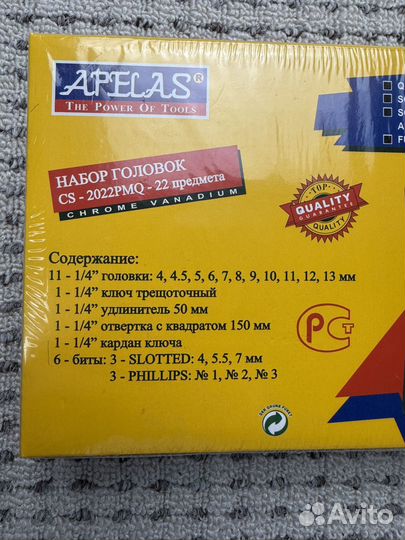 APELAS®
THE POWER OF TOOLS
НАБОР ГОЛОВОК
CS - 2022PMQ - 22 предмета
CHROME VANADIUM
TOP
QUALITY
GUARANTEE
Содержание:
11 - 1/4” головки: 4, 4.5, 5, 6, 7, 8, 9, 10, 11, 12, 13 мм
1 - 1/4” ключ трещоточный
1 - 1/4” удлинитель 50 мм
1 - 1/4” отвертка с квадратом 150 мм
1 - 1/4” кардан ключа
6 - биты: 3 - SLOTTED: 4, 5.5, 7 мм
3 - PHILLIPS: № 1, № 2, № 3
РСТ
DER GRÜNE PUNKT
Avito